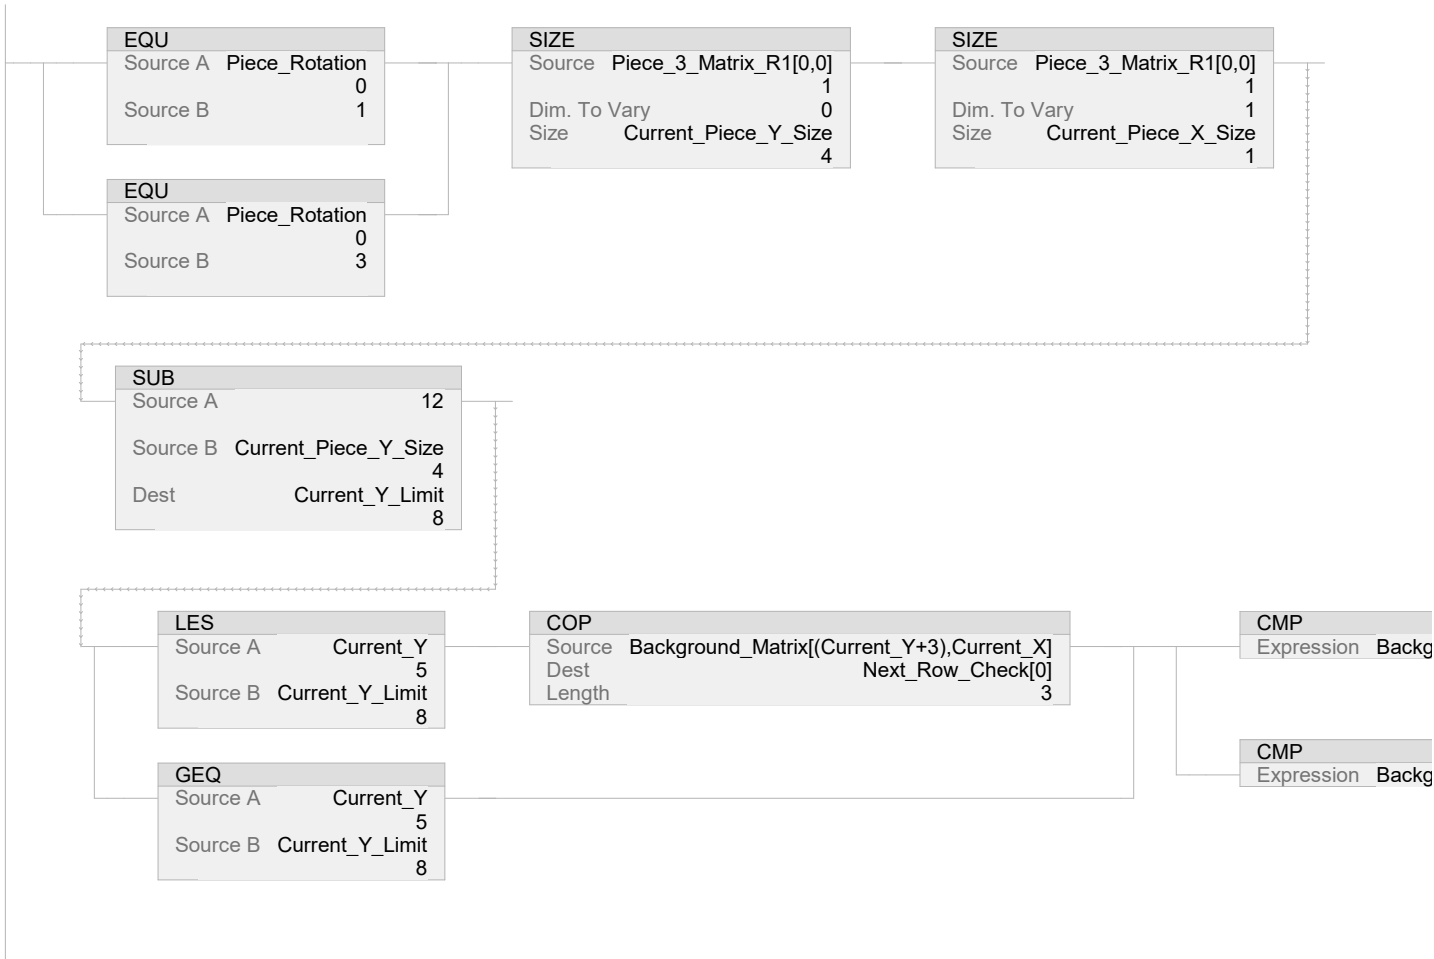 EQU
Source A Piece_Rotation
0
Source B 1
EQU
Source A Piece_Rotation
0
Source B 3
SIZE
Source Piece_3_Matrix_R1[0,0]
1
Dim. To Vary 0
Size Current_Piece_Y_Size
4
SIZE
Source Piece_3_Matrix_R1[0,0]
1
Dim. To Vary 1
Size Current_Piece_X_Size
1
SUB
Source A 12
Source B Current_Piece_Y_Size
4
Dest Current_Y_Limit
8
LES
Source A Current_Y
5
Source B Current_Y_Limit
8
GEQ
Source A Current_Y
5
Source B Current_Y_Limit
8
COP
Source Background_Matrix[(Current_Y+3),Current_X]
Dest Next_Row_Check[0]
Length 3
CMP
Expression Backg
CMP
Expression Backg